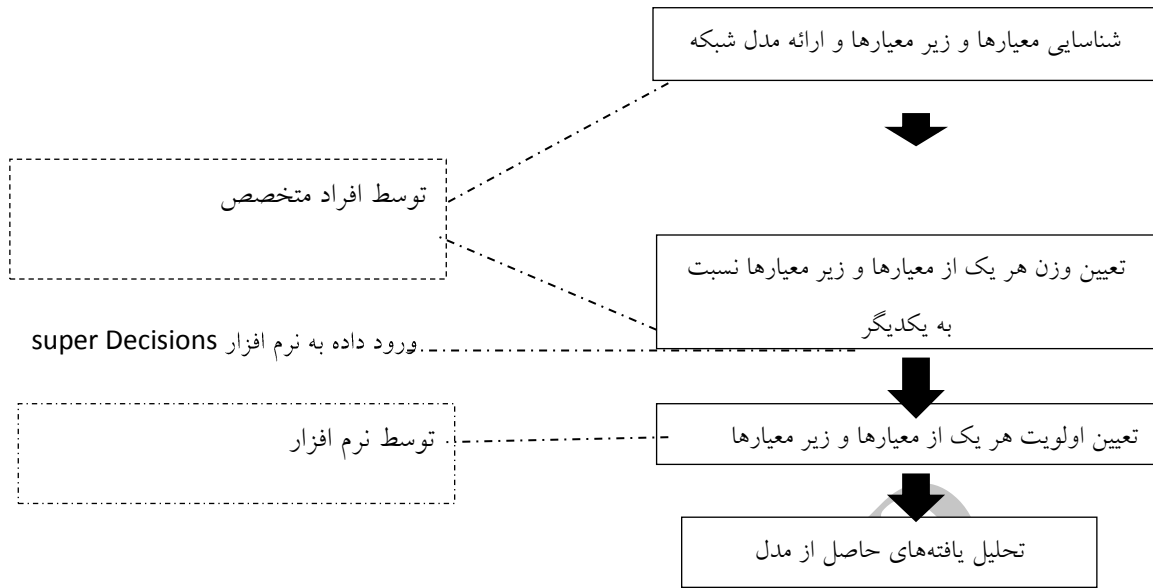 شناسایی معیارها و زیر معیارها و ارائه مدل شبکه
توسط افراد متخصص
تعیین وزن هر یک از معیارها و زیر معیارها نسبت
به یکدیگر
ورود داده به نرم افزار super Decisions
تعیین اولویت هر یک از معیارها و زیر معیارها
توسط نرم افزار
تحلیل یافته‌های حاصل از مدل